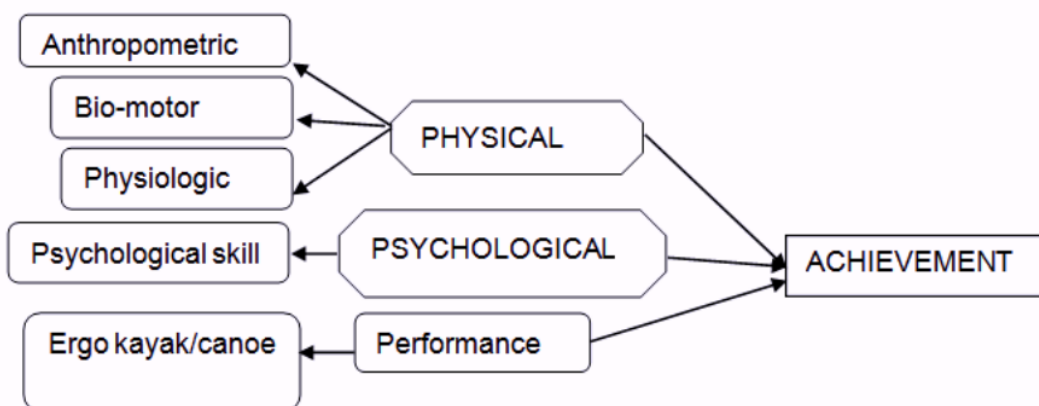 Anthropometric
Bio-motor
Physiologic
PHYSICAL
Psychological skill
PSYCHOLOGICAL
ACHIEVEMENT
Ergo kayak/canoe
Performance